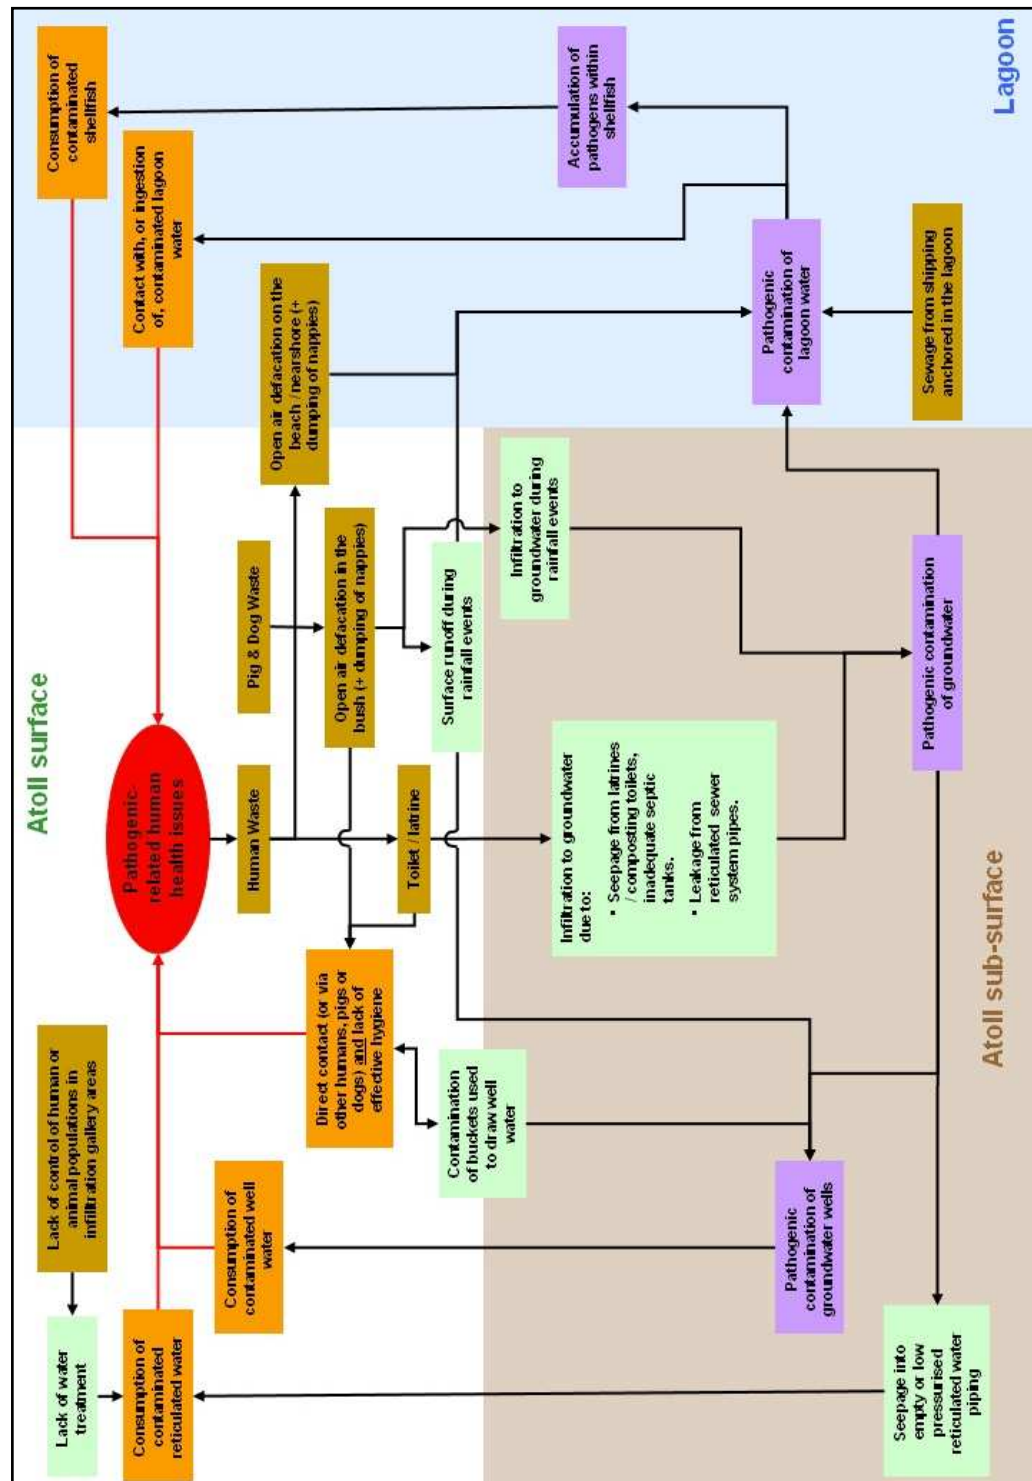 Atoll surface
Lack of water
treatment
Lack of control of human or
animal populations in
infiltration gallery areas
Consumption of
contaminated
shellfish
Consumption of
contaminated
reticulated water
Pathogenic-
related human
health issues
Contact with, or ingestion
of, contaminated lagoon
water
Consumption of
contaminated well
water
Human Waste
Pig & Dog Waste
Open air defacation on the
beach / nearshore (+
dumping of nappies)
Direct contact (or via
other humans, pigs or
dogs) and lack of
effective hygiene
Open air defacation in the
bush (+ dumping of nappies)
Toilet / latrine
Contamination
of buckets used
to draw well
water
Surface runoff during
rainfall events
Infiltration to
groundwater during
rainfall events
Accumulation of
pathogens within
shellfish
Infiltration to groundwater
due to:
▪ Seepage from latrines
/ composting toilets,
inadequate septic
tanks.
▪ Leakage from
reticulated sewer
system pipes.
Pathogenic
contamination of
groundwater wells
Pathogenic
contamination of
lagoon water
Seepage into
empty or low
pressurised
reticulated water
piping
Pathogenic contamination
of groundwater
Sewage from shipping
anchored in the lagoon
Atoll sub-surface
Lagoon